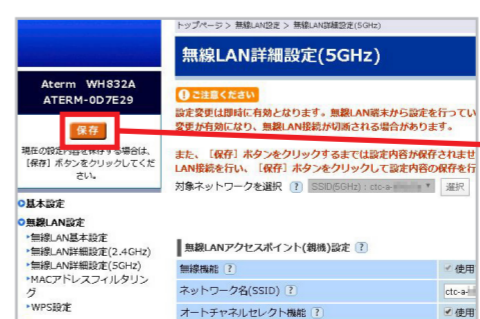 トップページ > 無線LAN設定 > 無線LAN詳細設定(5GHz)
無線LAN詳細設定(5GHz)
Aterm WH832A
ATERM-0D7E29
保存
現在の設定内容を保存する場合は、
[保存] ボタンをクリックしてくだ
さい。
基本設定
無線LAN設定
無線LAN基本設定
無線LAN詳細設定(2.4GHz)
無線LAN詳細設定(5GHz)
MACアドレスフィルタリン
グ
WPS設定
ご注意ください
設定変更は即時に有効となります。無線LAN端末から設定を行ってい
変更が有効になり、無線LAN接続が切断される場合があります。
また、[保存] ボタンをクリックするまでは設定内容が保存されませ
LAN接続を行い、[保存] ボタンをクリックして設定内容の保存を行
対象ネットワークを選択 ? SSID(5GHz) : ctc-a- 選択
無線LANアクセスポイント(親機)設定 ?
無線機能 ? 使用
ネットワーク名(SSID) ? ctc-a-
オートチャネルセレクト機能 ? 使用